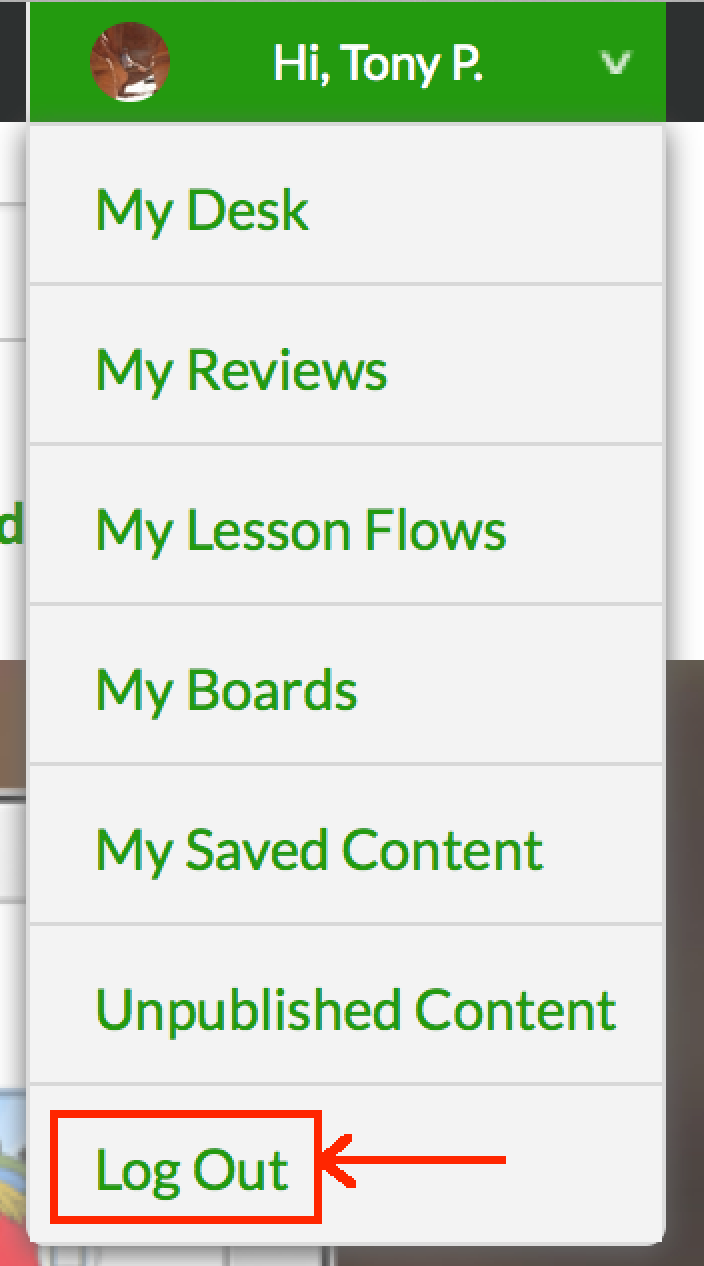 Hi, Tony P.
My Desk
My Reviews
d
My Lesson Flows
My Boards
My Saved Content
Unpublished Content
Log Out